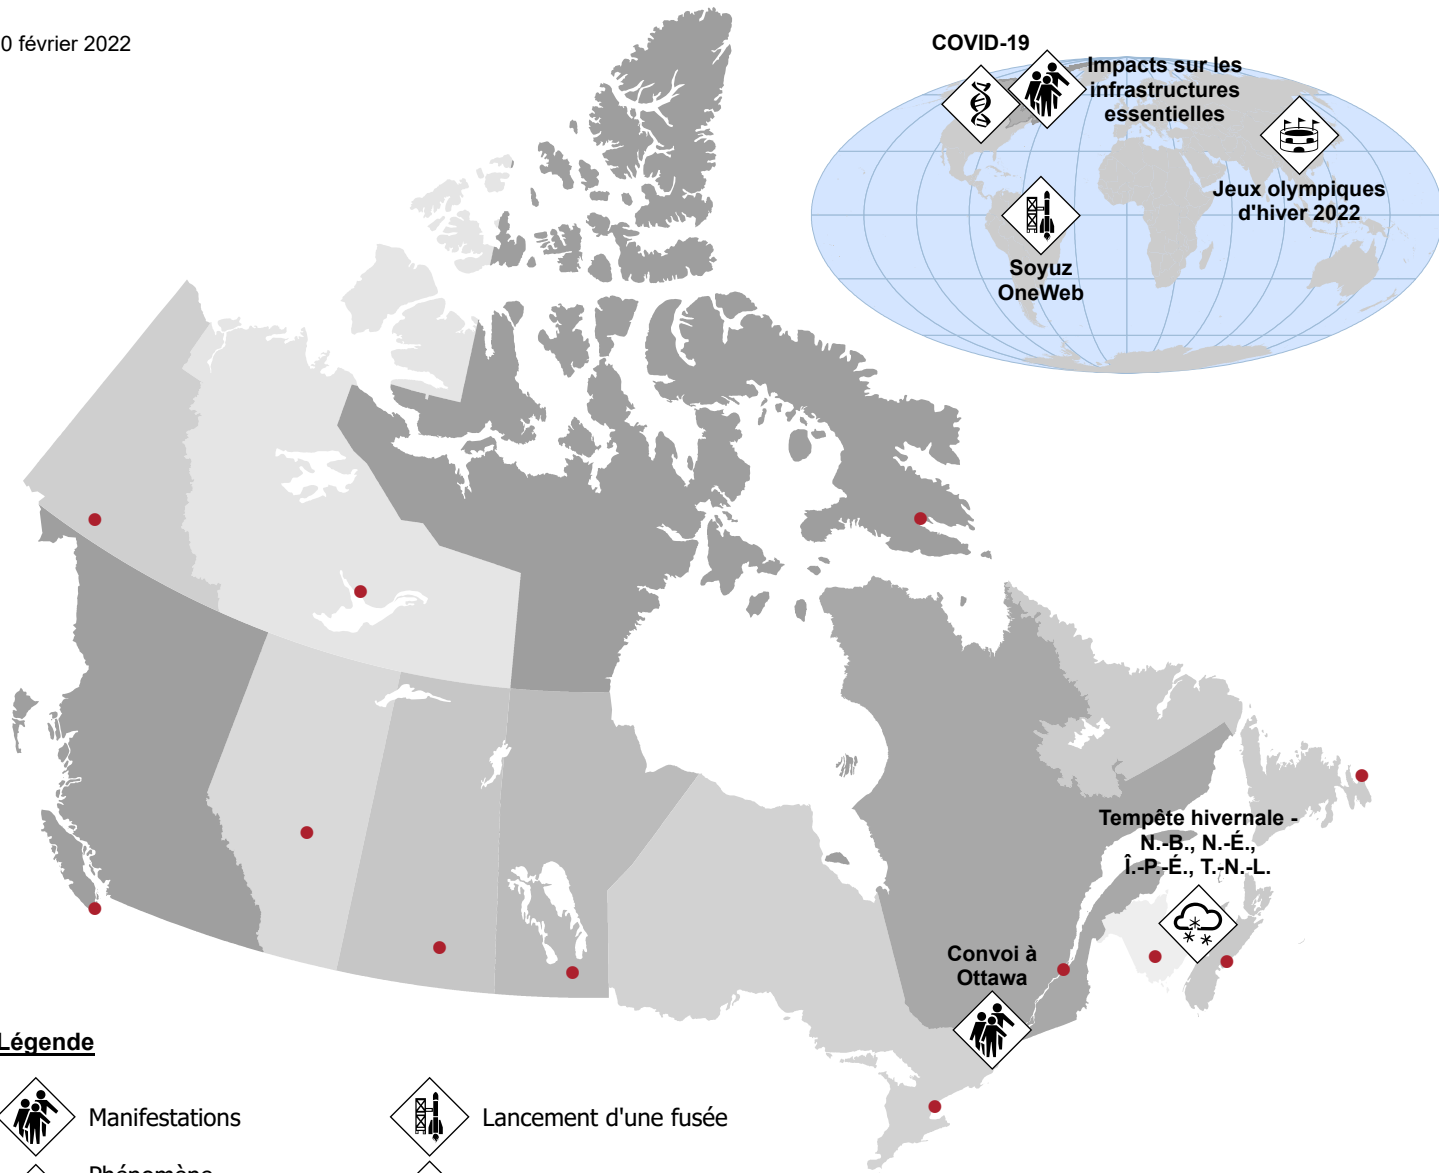 0 février 2022
COVID-19
Impacts sur les
infrastructures
essentielles
Jeux olympiques
d'hiver 2022
Soyuz
OneWeb
Tempête hivernale -
N.-B., N.-É.,
Î.-P.-É., T.-N.-L.
Convoi à
Ottawa
Légende
Manifestations
Lancement d'une fusée
Phénomène